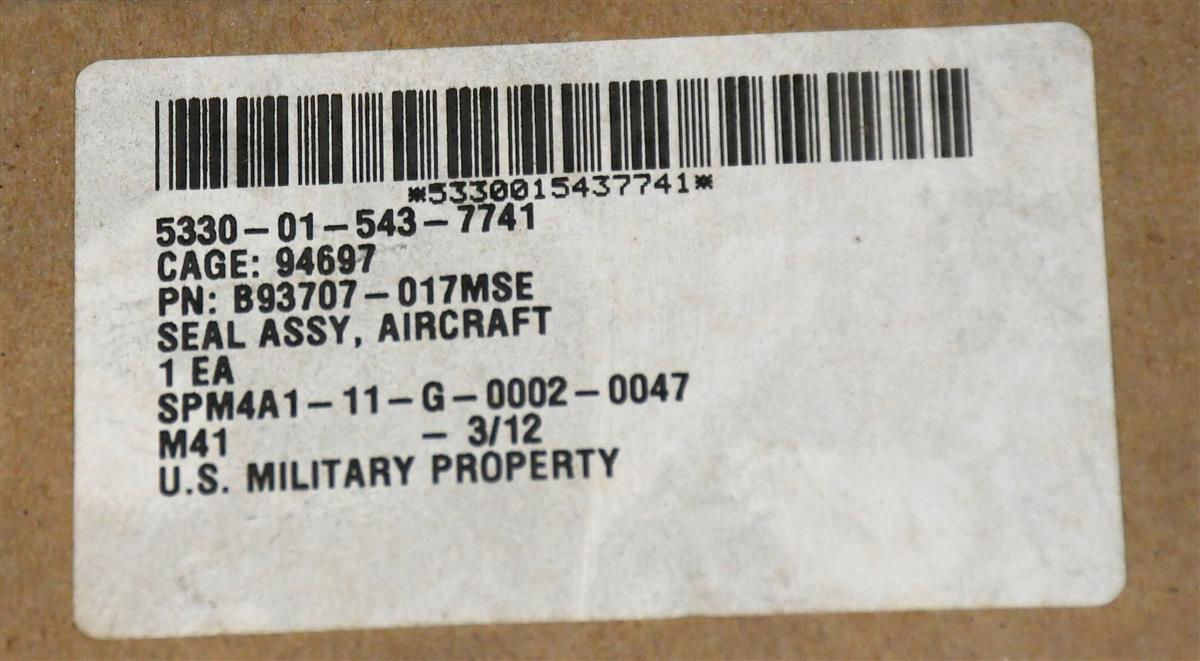 *5330015437741*
5330-01-543-7741
CAGE: 94697
PN: B93707-017MSE
SEAL ASSY, AIRCRAFT
1 EA
SPM4A1-11-G-0002-0047
M41 - 3/12
U.S. MILITARY PROPERTY